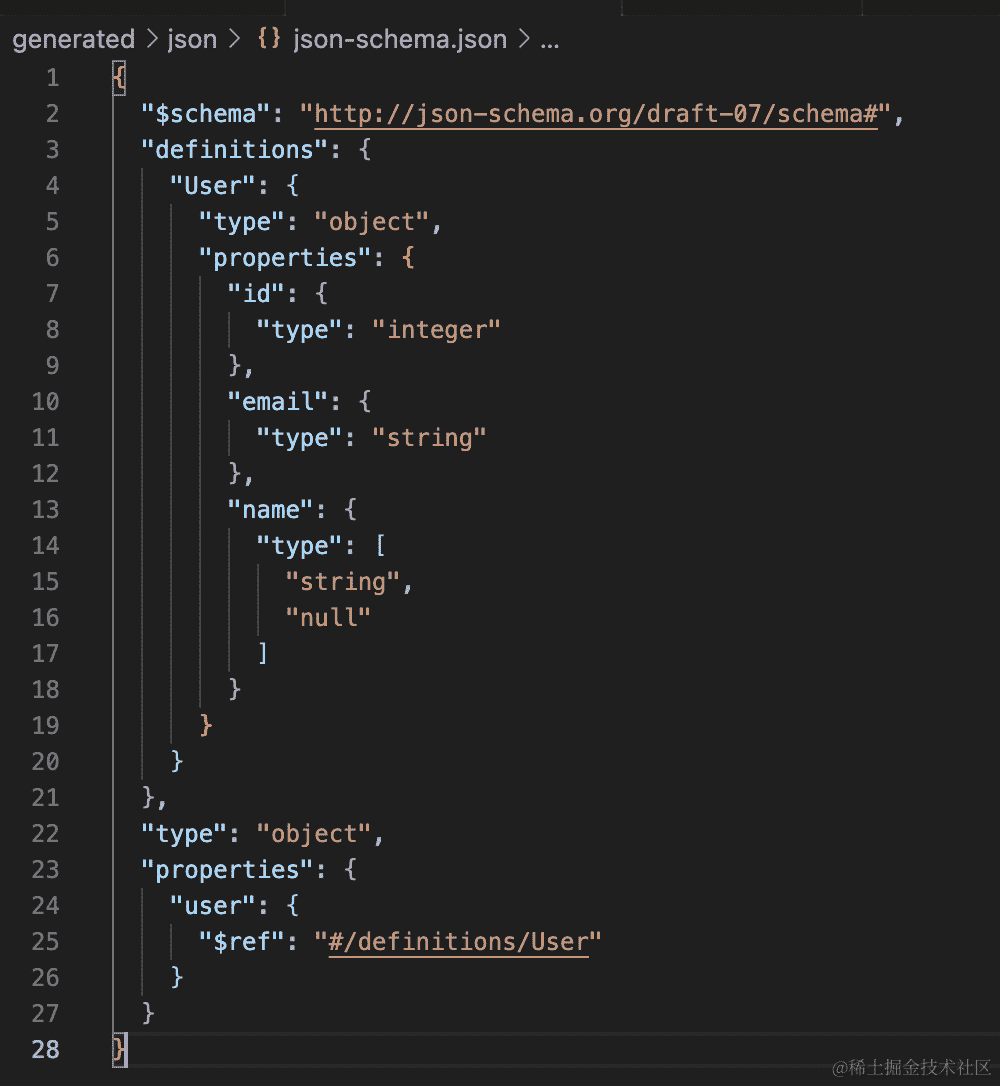 generated > json > {} json-schema.json > ...
1 {
2   "$schema": "http://json-schema.org/draft-07/schema#",
3   "definitions": {
4     "User": {
5       "type": "object",
6       "properties": {
7         "id": {
8           "type": "integer"
9         },
10         "email": {
11           "type": "string"
12         },
13         "name": {
14           "type": [
15             "string",
16             "null"
17           ]
18         }
19       }
20     }
21   },
22   "type": "object",
23   "properties": {
24     "user": {
25       "$ref": "#/definitions/User"
26     }
27   }
28 }
@稀土掘金技术社区